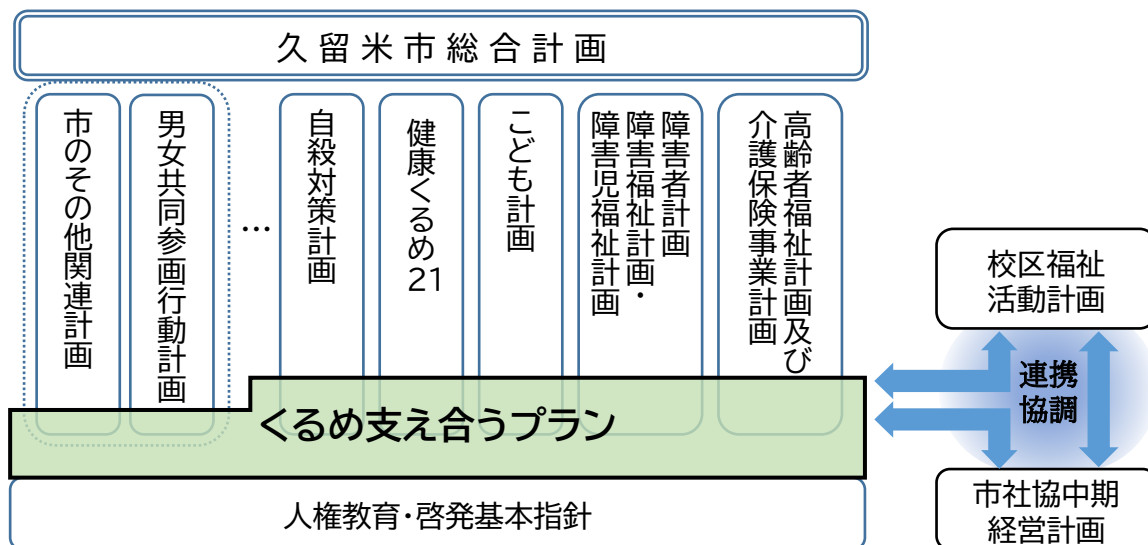 久留米市総合計画
市のその他関連計画
男女共同参画行動計画
…
自殺対策計画
健康くるめ21
こども計画
障害者計画
障害福祉計画・
障害児福祉計画
高齢者福祉計画及び
介護保険事業計画
くるめ支え合うプラン
人権教育・啓発基本指針
校区福祉
活動計画
連携
協調
市社協中期
経営計画